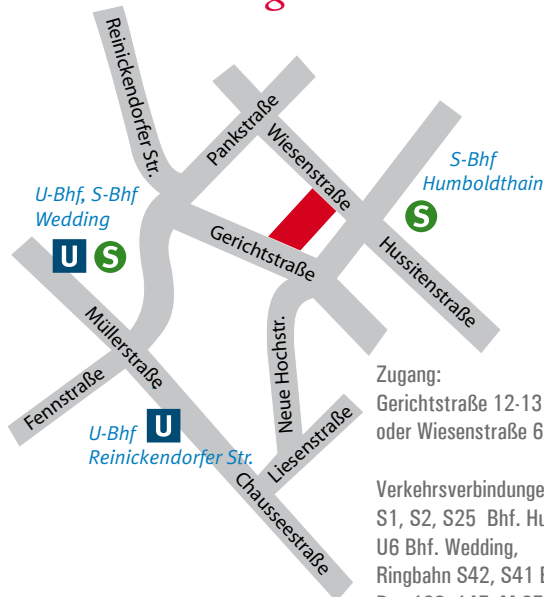 Reinickendorfer Str.
Pankstraße
Wiesenstraße
S-Bhf
Humboldthain
S
U-Bhf, S-Bhf
Wedding
U S
Gerichtstraße
Hussitenstraße
Müllerstraße
Neue Hochstr.
Fennstraße
U-Bhf U
Reinickendorfer Str.
Liesenstraße
Chausseestraße
Zugang:
Gerichtstraße 12-13
oder Wiesenstraße 6
S1, S2, S25 Bhf.
U6 Bhf. Wedding,
Ringbahn S42, S41